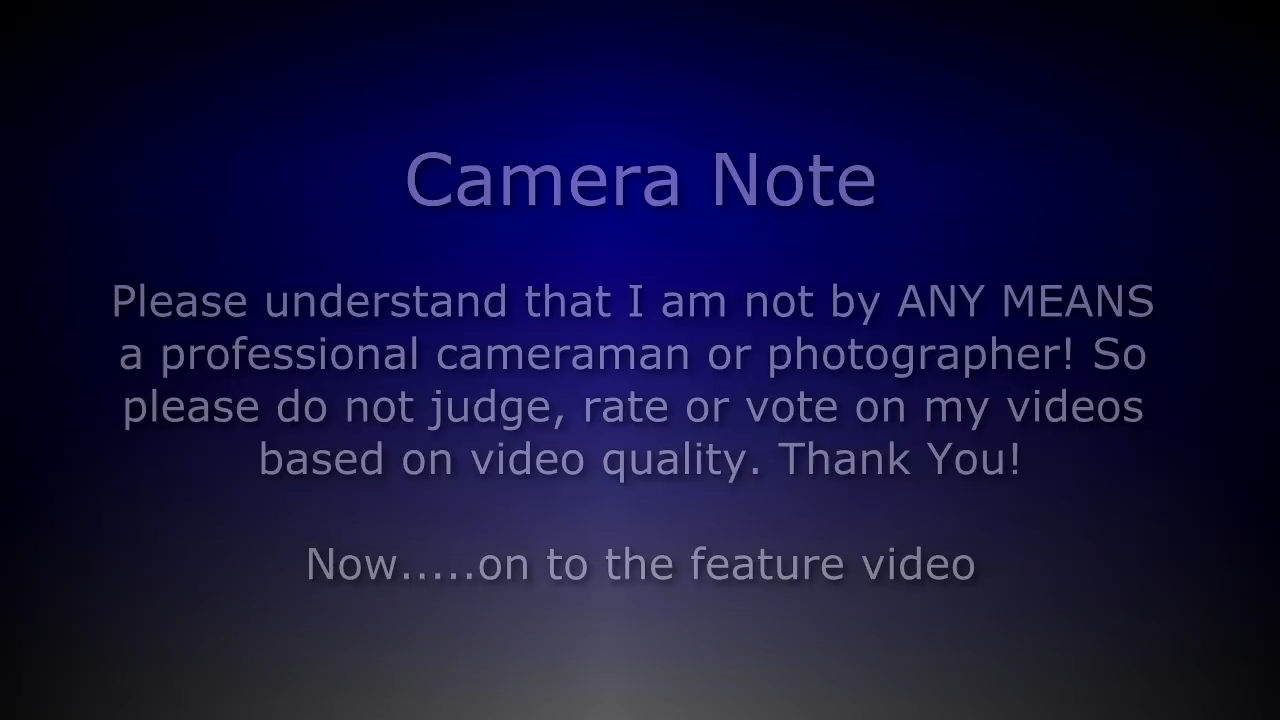 Camera Note
Please understand that I am not by ANY MEANS
a professional cameraman or photographer! So
please do not judge, rate or vote on my videos
based on video quality. Thank You!
Now.....on to the feature video